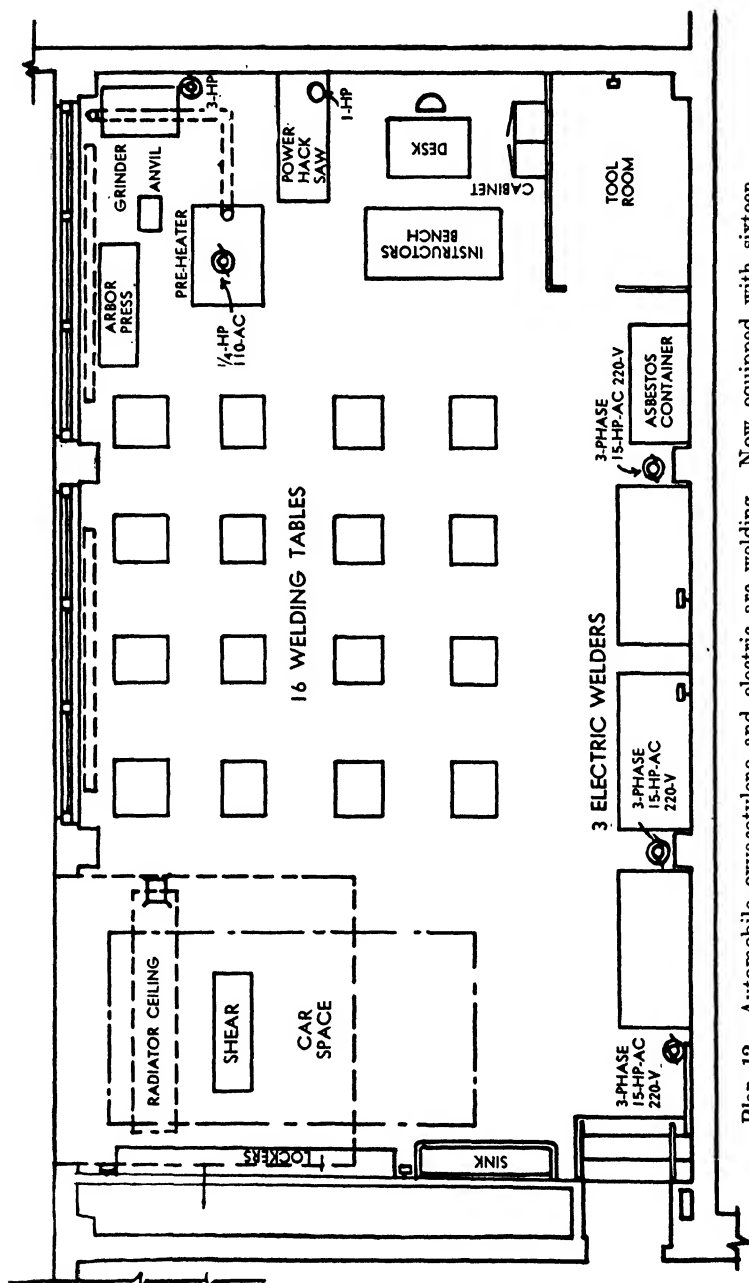 GRINDER
3-HP
ANVIL
ARBOR
PRESS
PRE-HEATER
1/4-HP
110-AC
POWER
HACK
SAW
1-HP
DESK
INSTRUCTORS
BENCH
CABINET
TOOL
ROOM
16 WELDING TABLES
3-PHASE
15-HP-AC 220-V
ASBESTOS
CONTAINER
3 ELECTRIC WELDERS
3-PHASE
15-HP-AC
220-V
3-PHASE
15-HP-AC
220-V
RADIATOR CEILING
SHEAR
CAR
SPACE
LOCKERS
SINK
Plan Automobile, oxyacetylene and electric arc welding. Now equipped with sixteen